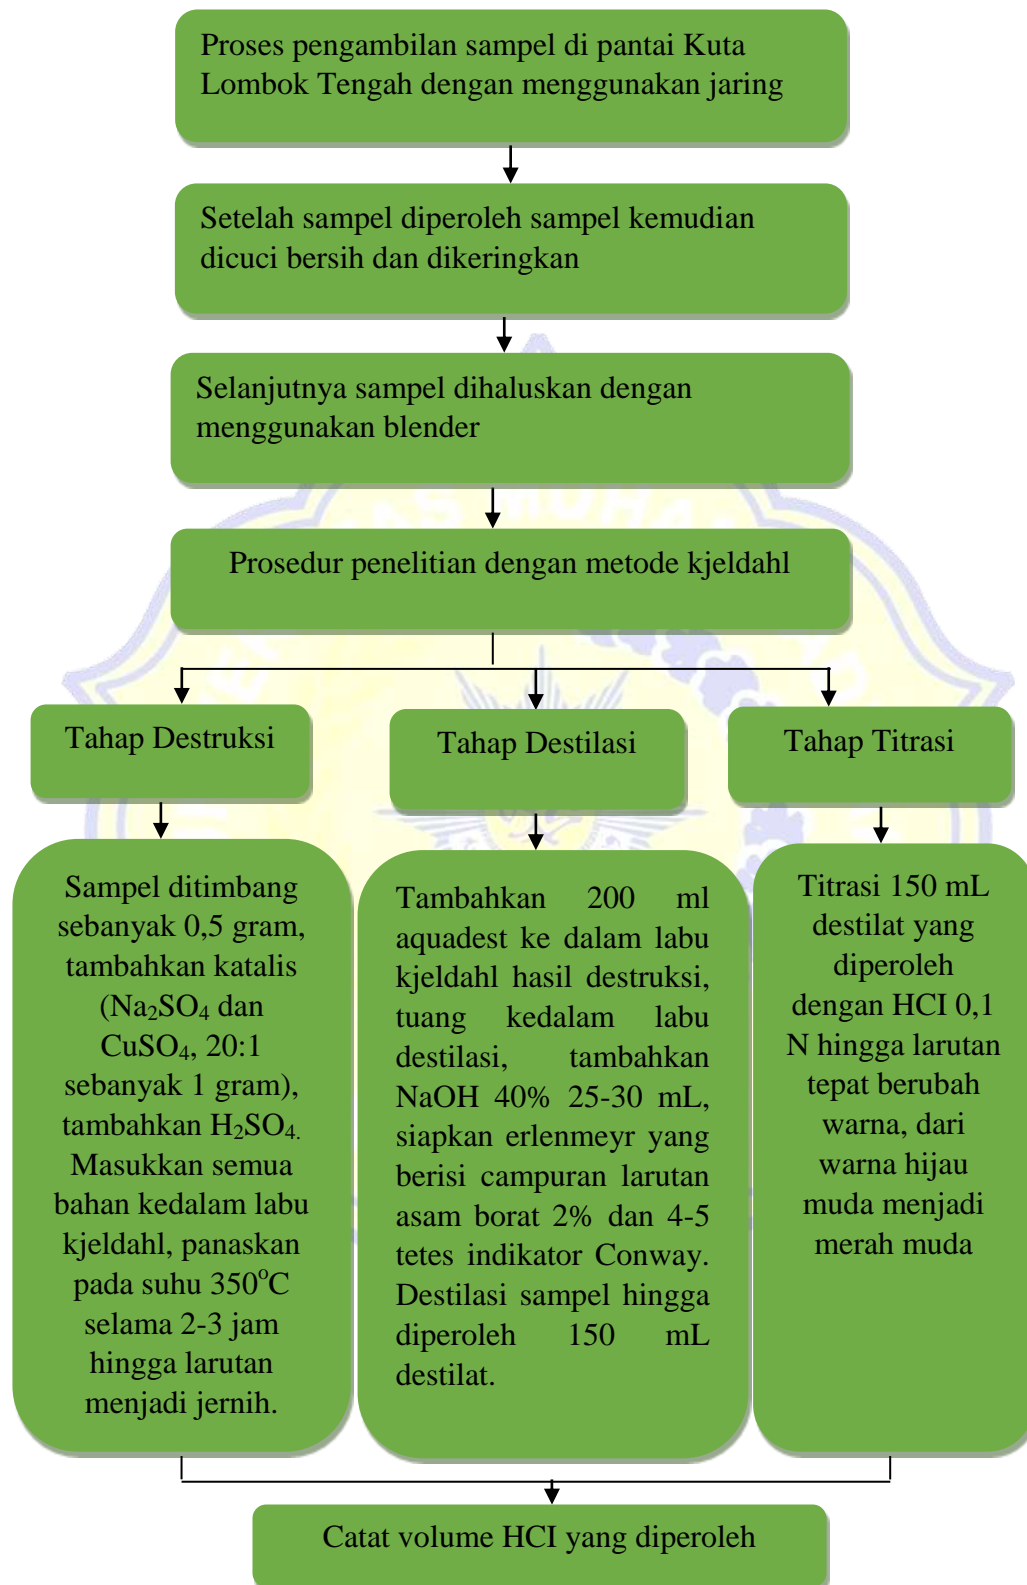 Proses pengambilan sampel di pantai Kuta
Lombok Tengah dengan menggunakan jaring
Setelah sampel diperoleh sampel kemudian
dicuci bersih dan dikeringkan
Selanjutnya sampel dihaluskan dengan
menggunakan blender
Prosedur penelitian dengan metode kjeldahl
Tahap Destruksi
Tahap Destilasi
Tahap Titrasi
Sampel ditimbang
sebanyak 0,5 gram,
tambahkan katalis
(Na₂SO₄ dan
CuSO₄, 20:1
sebanyak 1 gram),
tambahkan H₂SO₄.
Masukkan semua
bahan kedalam labu
kjeldahl, panaskan
pada suhu 350°C
selama 2-3 jam
hingga larutan
menjadi jernih.
Tambahkan 200 ml
aquadest ke dalam labu
kjeldahl hasil destruksi,
tuang kedalam labu
destilasi, tambahkan
NaOH 40% 25-30 mL,
siapkan erlenmeyr yang
berisi campuran larutan
asam borat 2% dan 4-5
tetes indikator Conway.
Destilasi sampel hingga
diperoleh 150 mL
destilat.
Titrasi 150 mL
destilat yang
diperoleh
dengan HCI 0,1
N hingga larutan
tepat berubah
warna, dari
warna hijau
muda menjadi
merah muda
Catat volume HCI yang diperoleh